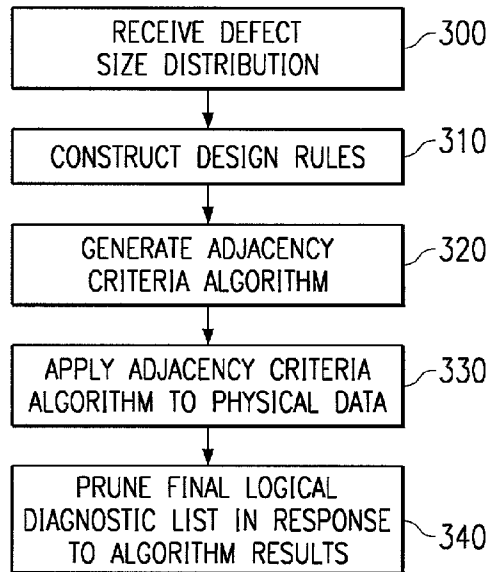 RECEIVE DEFECT
SIZE DISTRIBUTION
300
CONSTRUCT DESIGN RULES
310
GENERATE ADJACENCY
CRITERIA ALGORITHM
320
APPLY ADJACENCY CRITERIA
ALGORITHM TO PHYSICAL DATA
330
PRUNE FINAL LOGICAL
DIAGNOSTIC LIST IN RESPONSE
TO ALGORITHM RESULTS
340